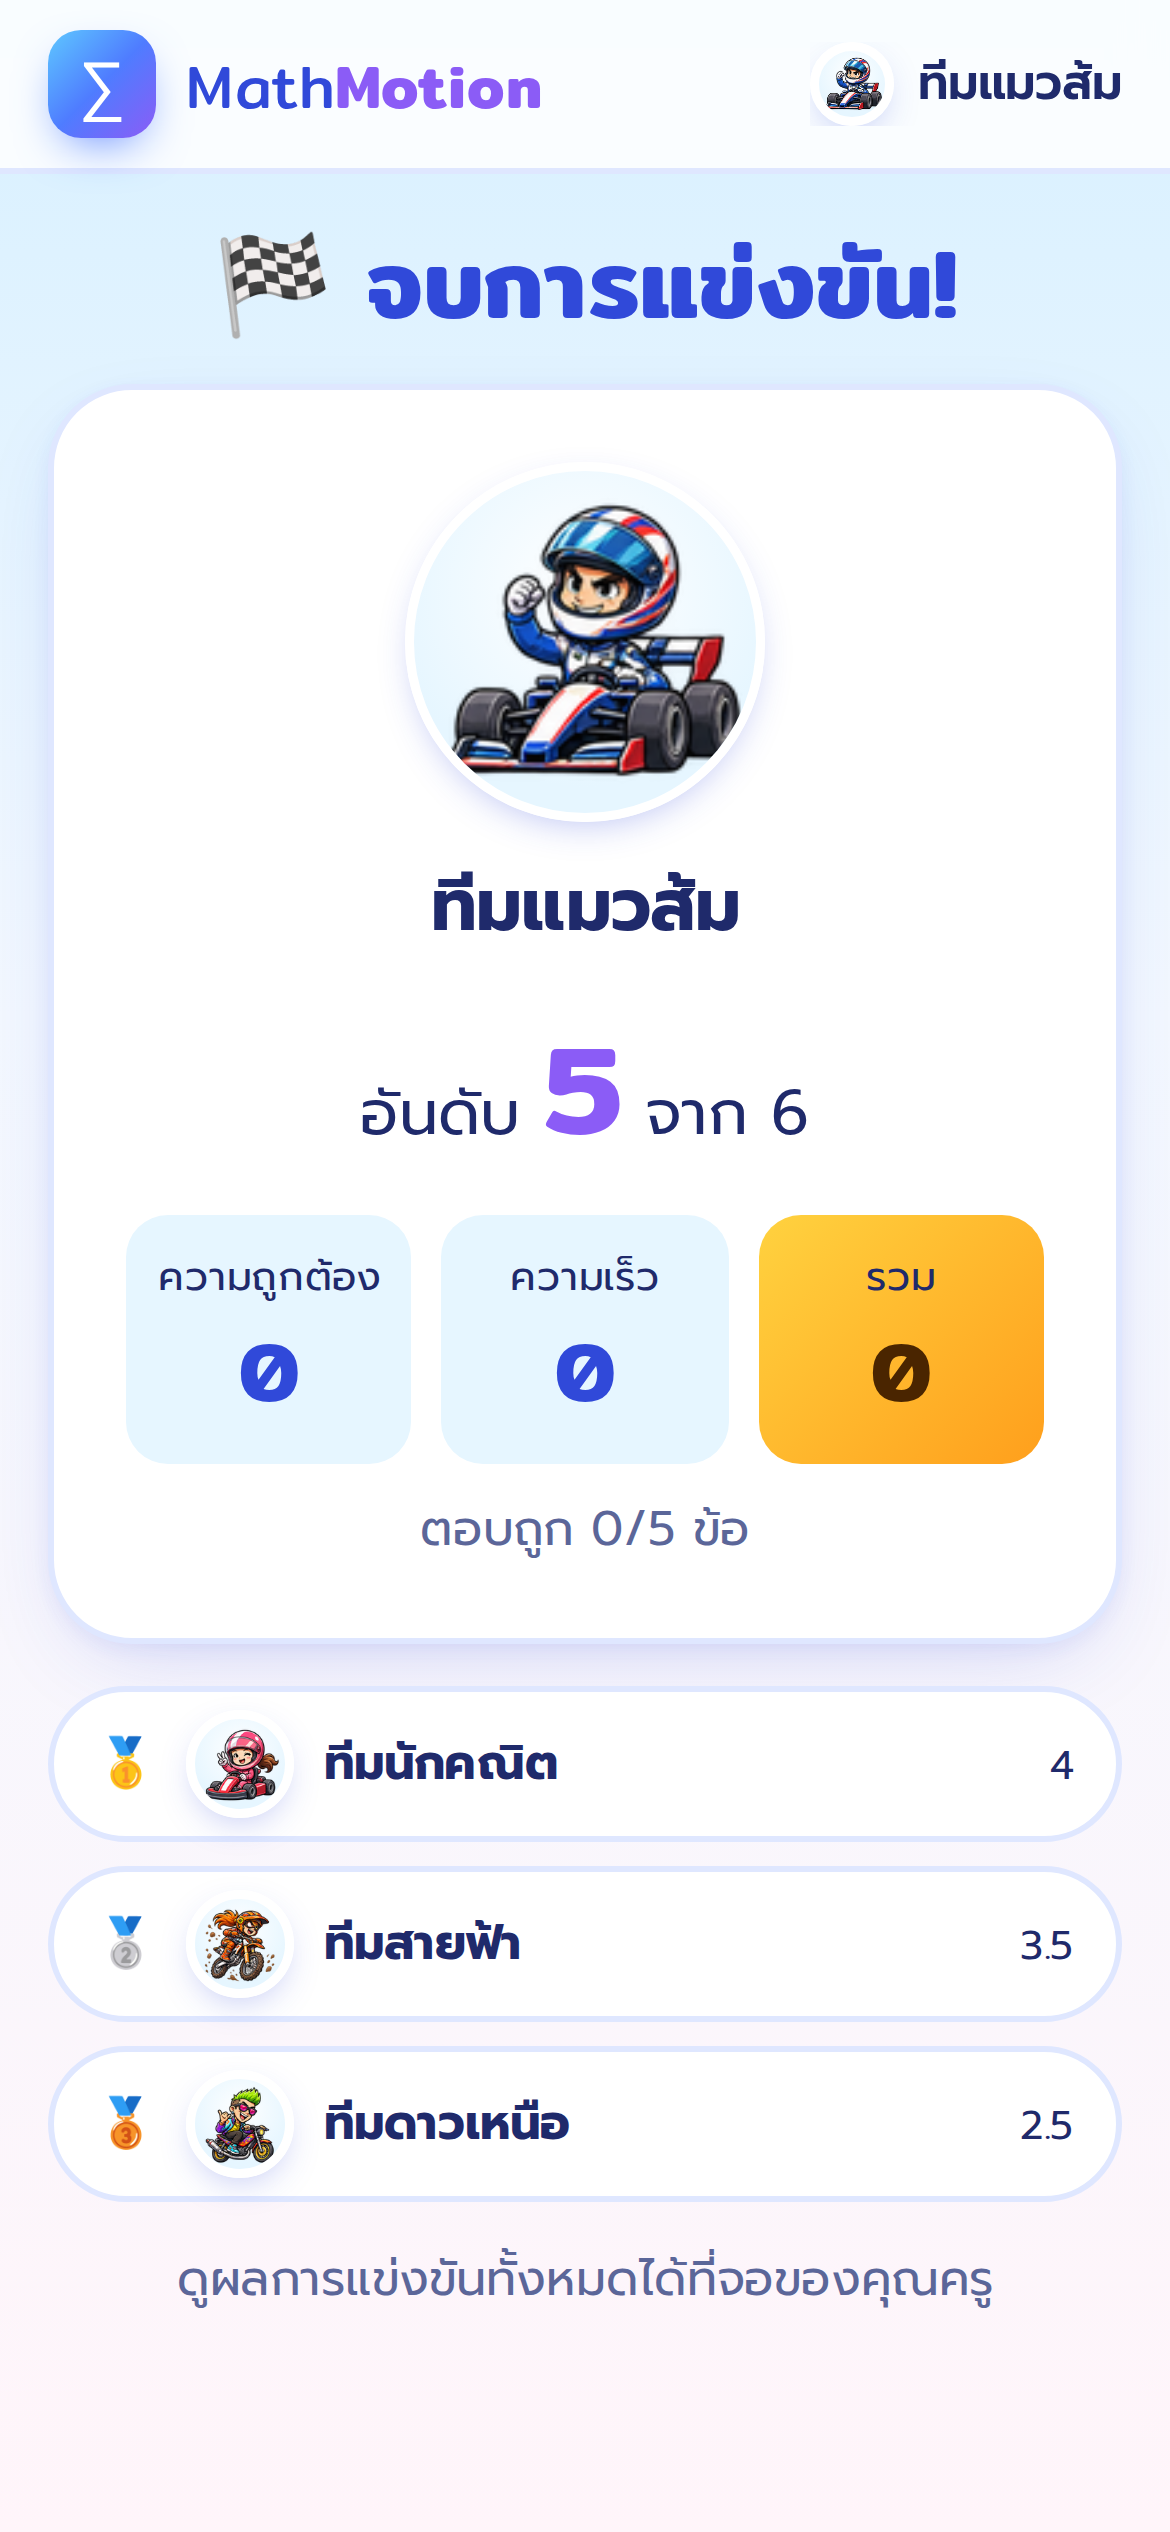 ∑ MathMotion
ทีมแมวส้ม
จบการแข่งขัน!
ทีมแมวส้ม
อันดับ 5 จาก 6
ความถูกต้อง ความเร็ว รวม
0 0 0
ตอบถูก 0/5 ข้อ
1 ทีมนักคณิต 4
2 ทีมสายฟ้า 3.5
3 ทีมดาวเหนือ 2.5
ดูผลการแข่งขันทั้งหมดได้ที่จอของคุณครู